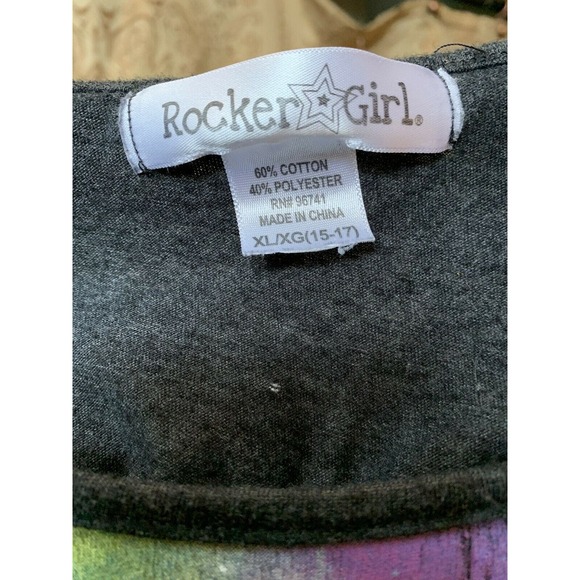 Rocker Girl®
60% COTTON
40% POLYESTER
RN# 96741
MADE IN CHINA
XL/XG(15-17)